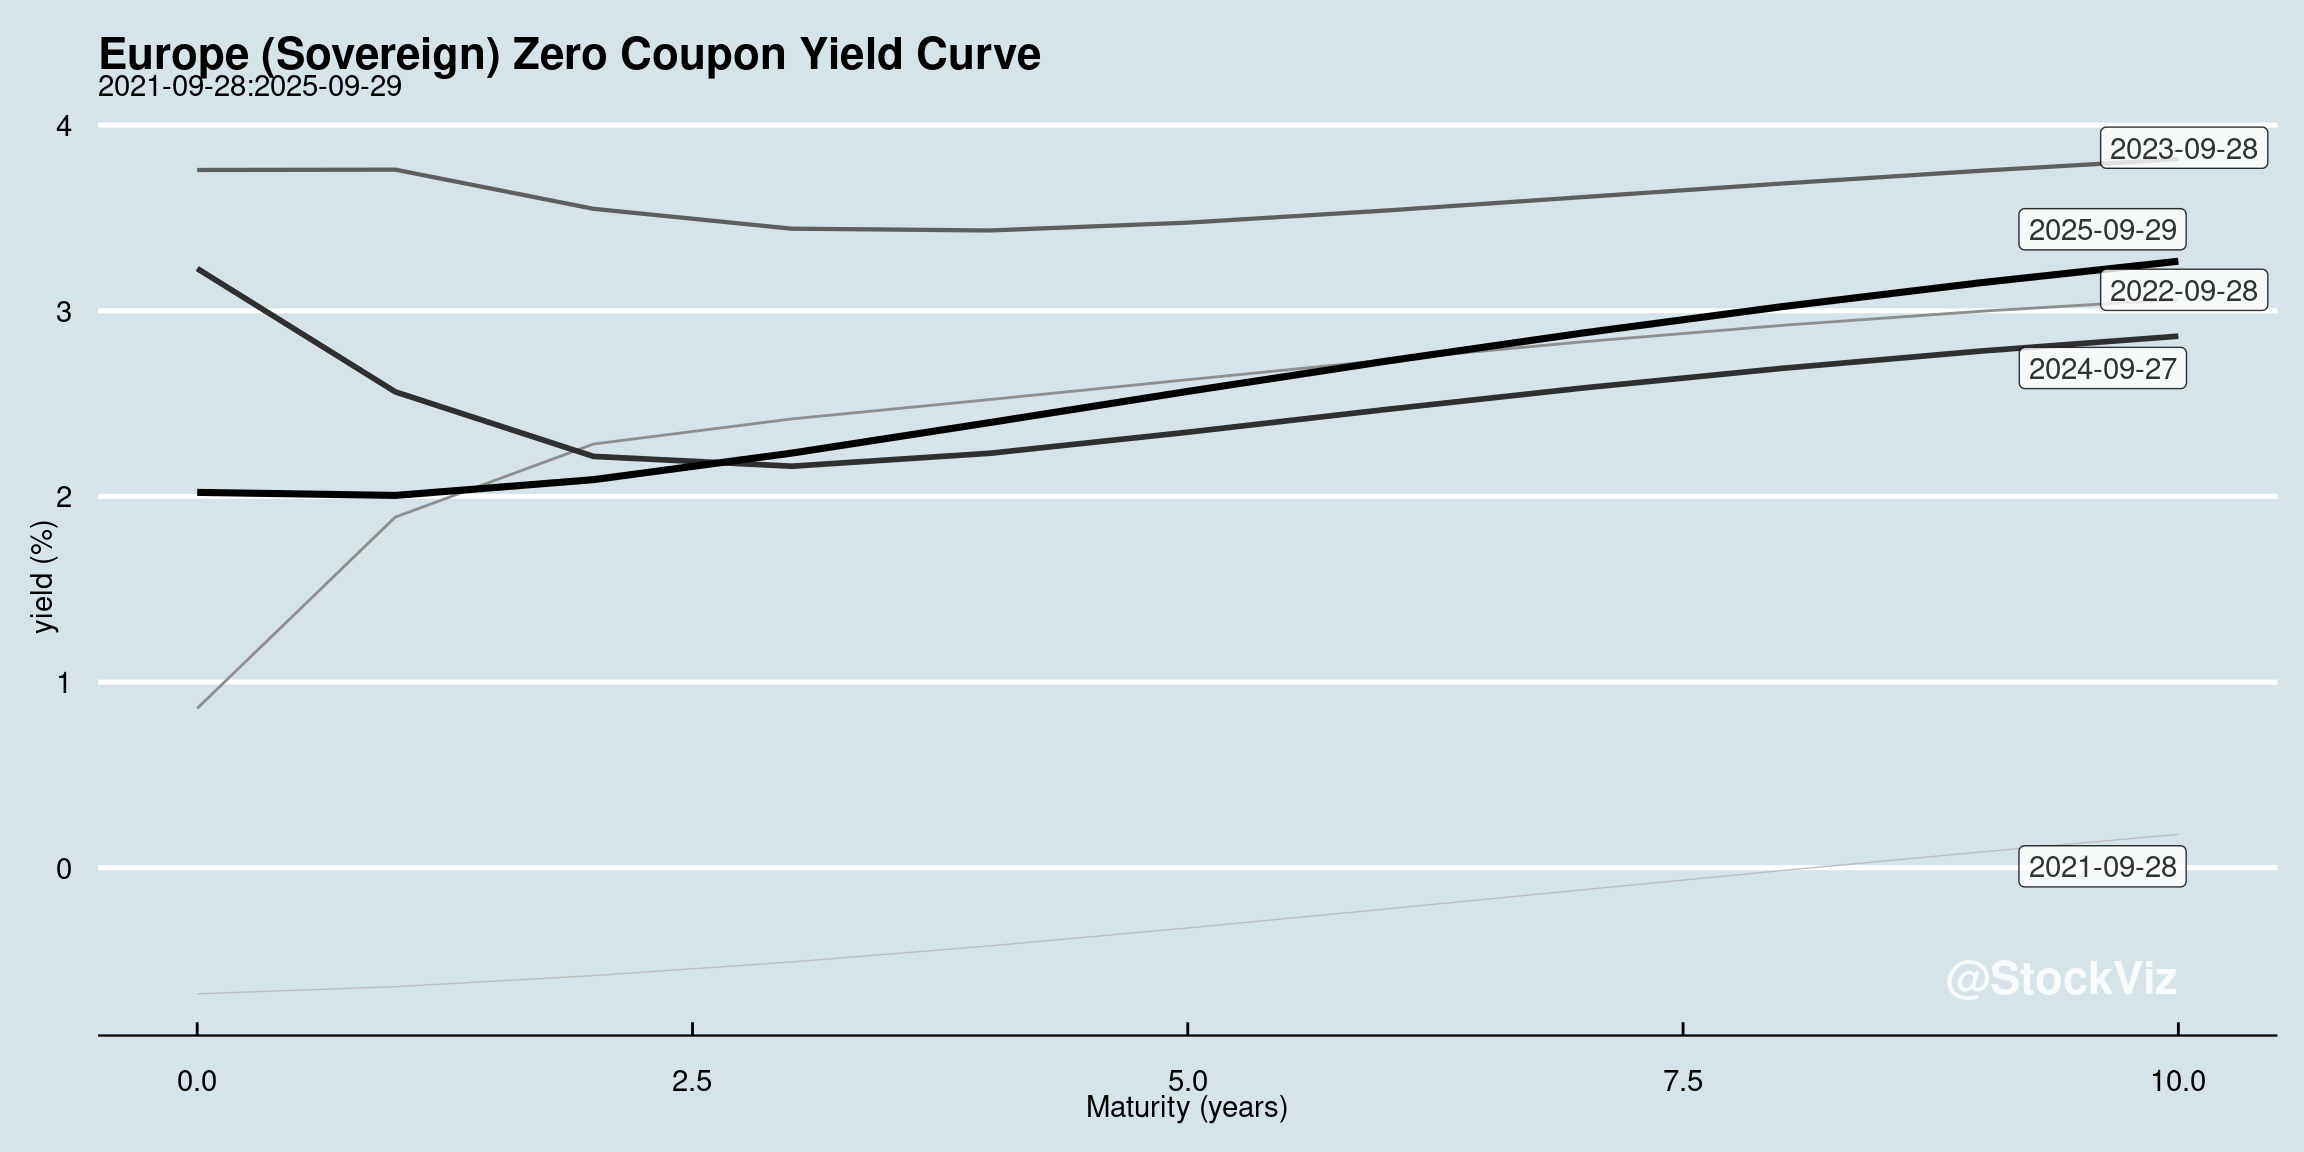 Europe (Sovereign) Zero Coupon Yield Curve
2021-09-28:2025-09-29
4
2023-09-28
2025-09-29
2022-09-28
3
2024-09-27
2
yield (%)
1
0
2021-09-28
@StockViz
0.0 2.5 5.0 7.5 10.0
Maturity (years)